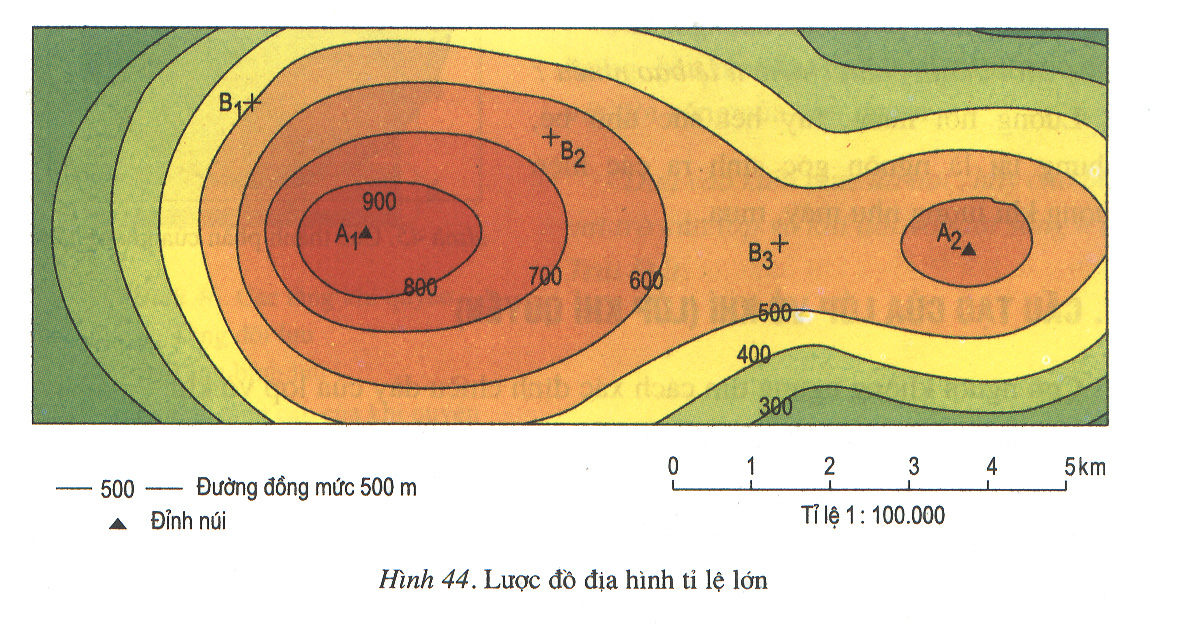 B1
B2
900
A1
A2
B3
800
700
600
500
400
300
0 1 2 3 4 5km
500 Đường đồng mức 500 m
Đỉnh núi
Tỉ lệ 1 : 100.000
Hình 44. Lược đồ địa hình tỉ lệ lớn